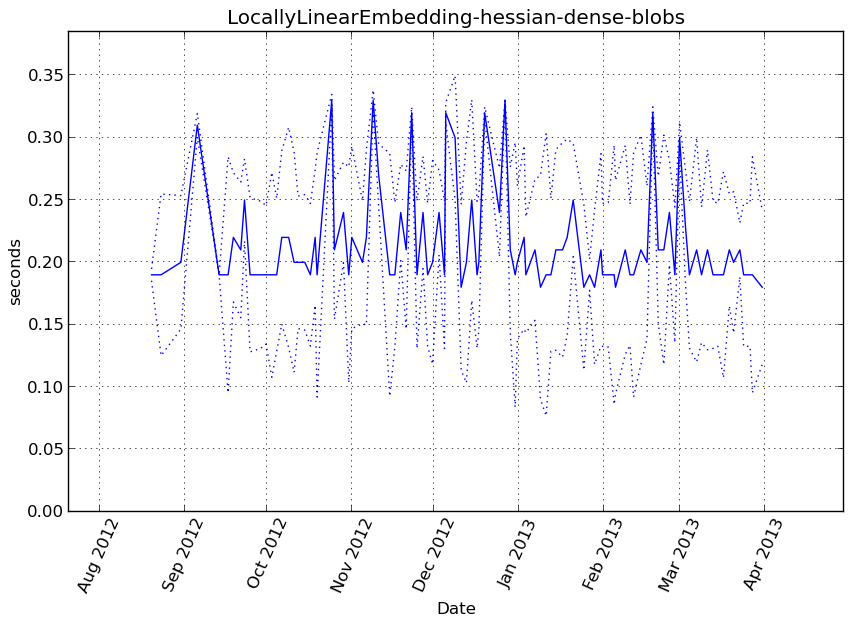 LocallyLinearEmbedding-hessian-dense-blobs
0.35
0.30
0.25
0.20
0.15
0.10
0.05
0.00
seconds
Aug 2012
Sep 2012
Oct 2012
Nov 2012
Dec 2012
Jan 2013
Feb 2013
Mar 2013
Apr 2013
Date